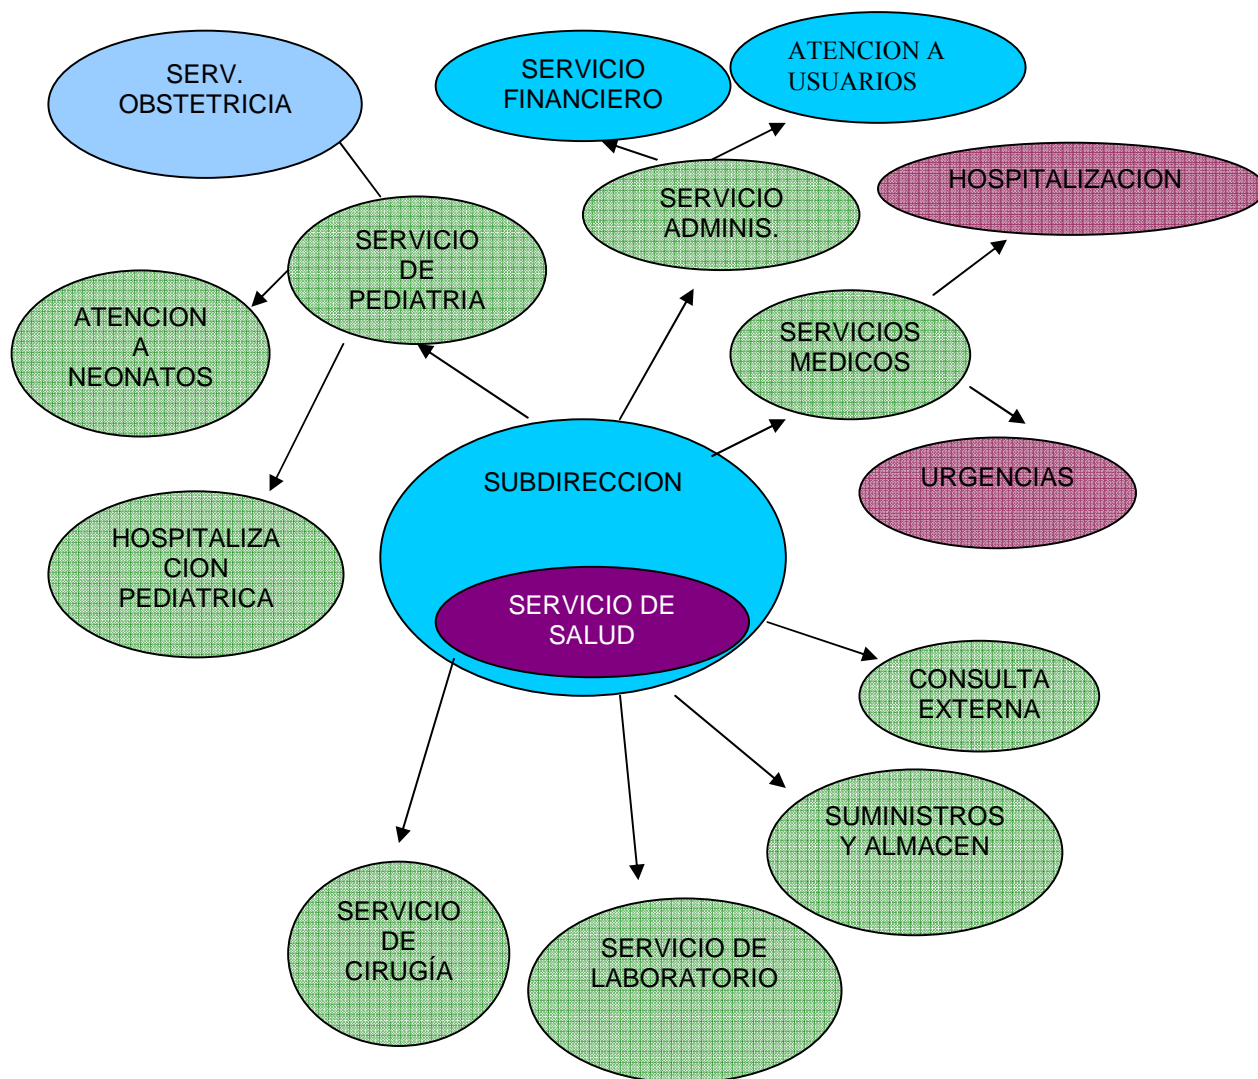 SERV.
OBSTETRICIA
SERVICIO
FINANCIERO
ATENCION A
USUARIOS
HOSPITALIZACION
SERVICIO
ADMINIS.
SERVICIO
DE
PEDIATRIA
ATENCION
A
NEONATOS
SERVICIOS
MEDICOS
SUBDIRECCION
URGENCIAS
HOSPITALIZA
CION
PEDIATRICA
SERVICIO DE
SALUD
CONSULTA
EXTERNA
SUMINISTROS
Y ALMACEN
SERVICIO
DE
CIRUGÍA
SERVICIO DE
LABORATORIO